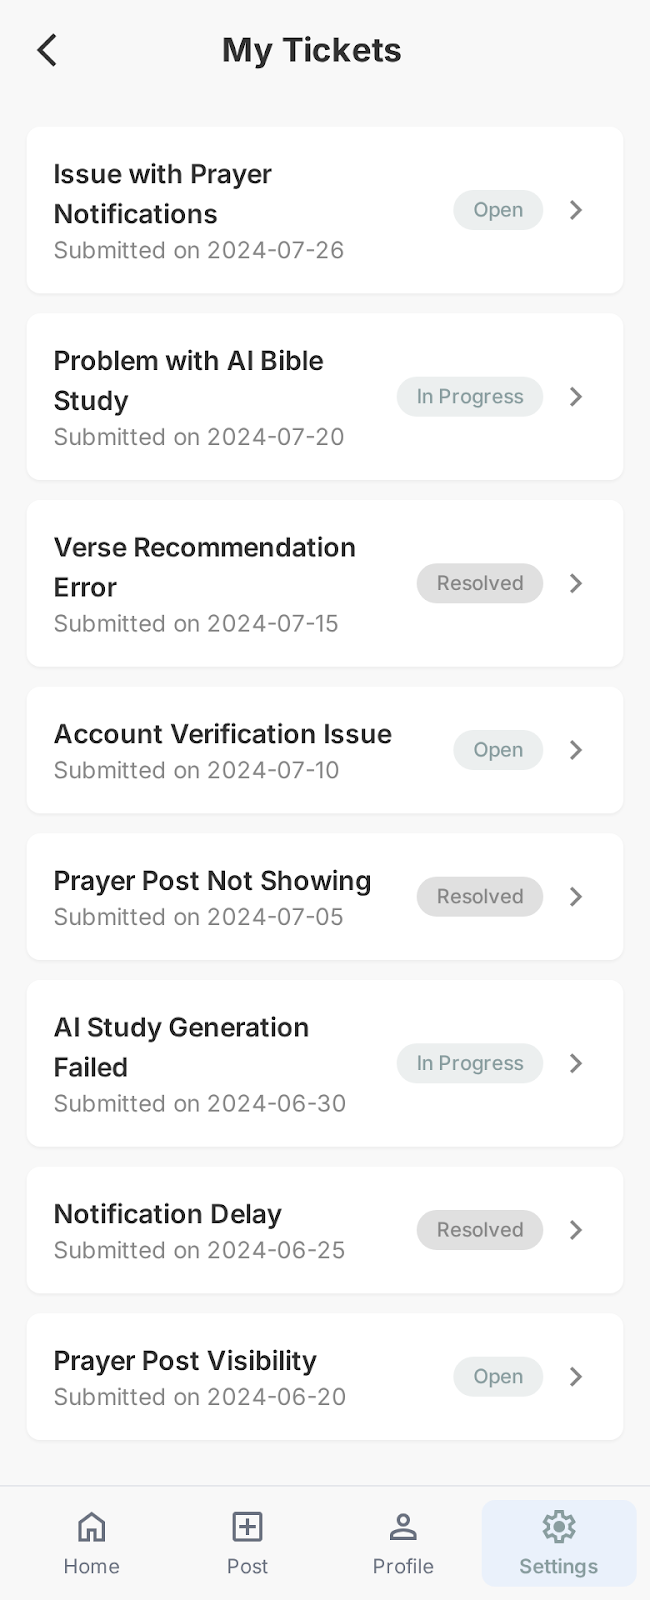 My Tickets
Issue with Prayer
Notifications
Submitted on 2024-07-26
Open
Problem with AI Bible
Study
Submitted on 2024-07-20
In Progress
Verse Recommendation
Error
Submitted on 2024-07-15
Resolved
Account Verification Issue
Submitted on 2024-07-10
Open
Prayer Post Not Showing
Submitted on 2024-07-05
Resolved
AI Study Generation
Failed
Submitted on 2024-06-30
In Progress
Notification Delay
Submitted on 2024-06-25
Resolved
Prayer Post Visibility
Submitted on 2024-06-20
Open
Home
Post
Profile
Settings